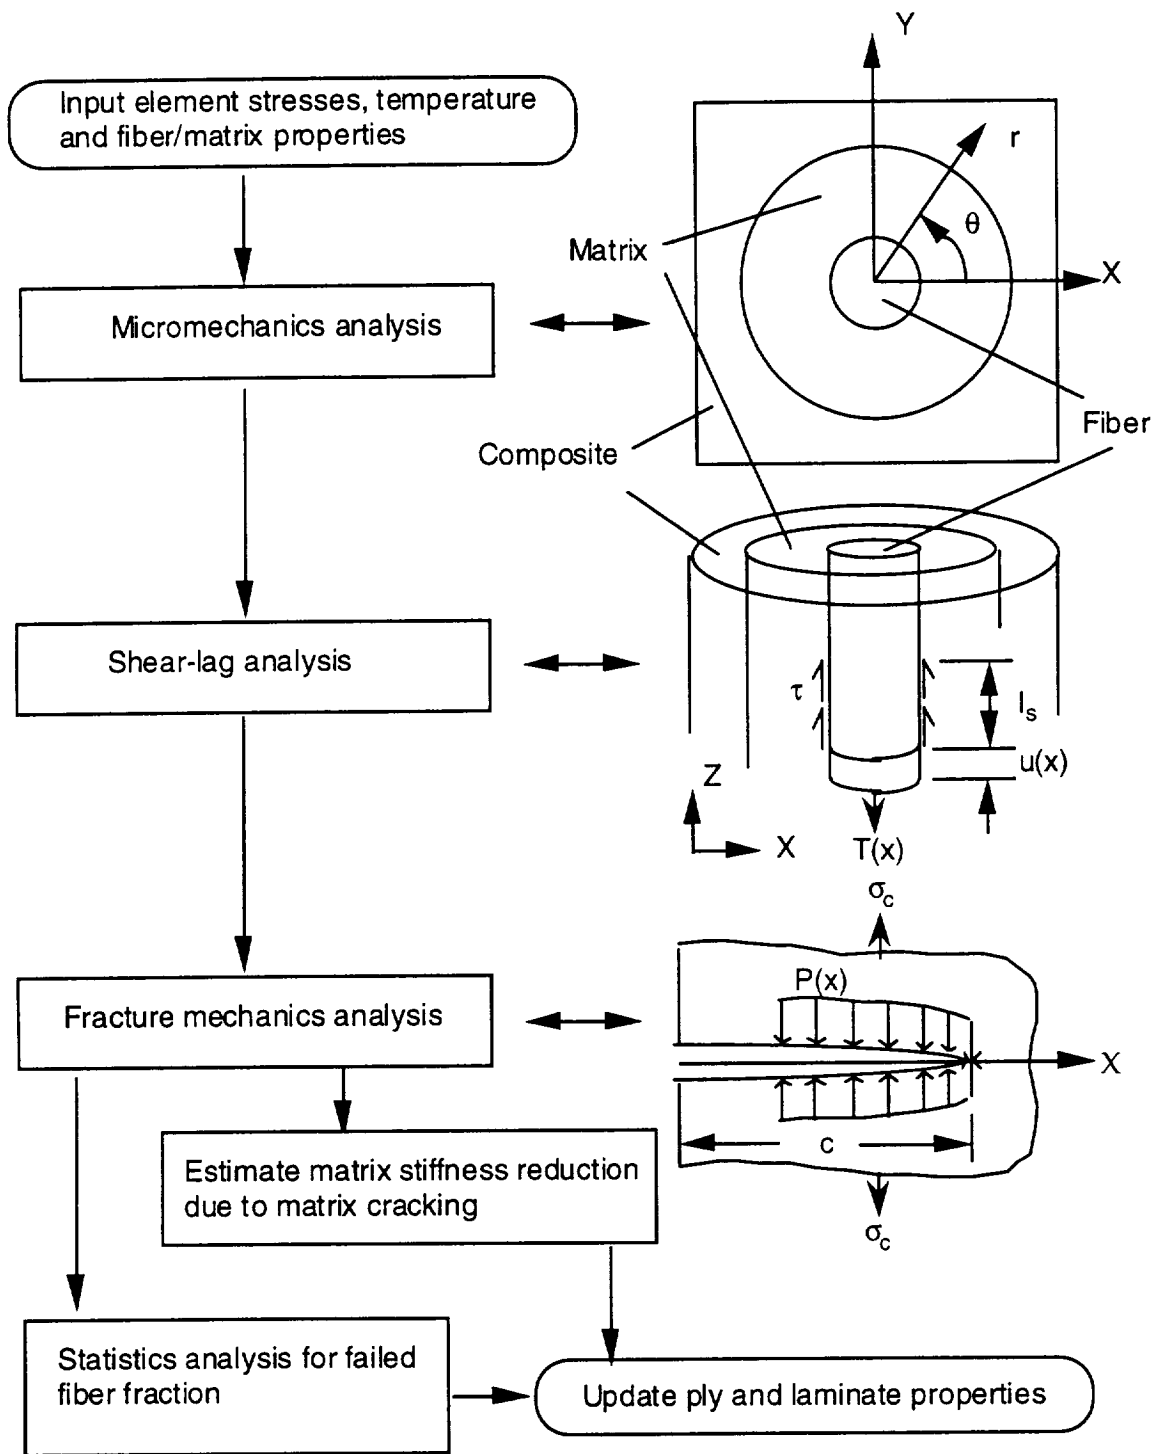 Y
Input element stresses, temperature
and fiber/matrix properties
r
θ
Matrix
X
Micromechanics analysis
Fiber
Composite
Shear-lag analysis
τ
l_s
u(x)
Z
X
T(x)
σ_c
P(x)
Fracture mechanics analysis
X
c
Estimate matrix stiffness reduction
due to matrix cracking
σ_c
Statistics analysis for failed
fiber fraction
Update ply and laminate properties